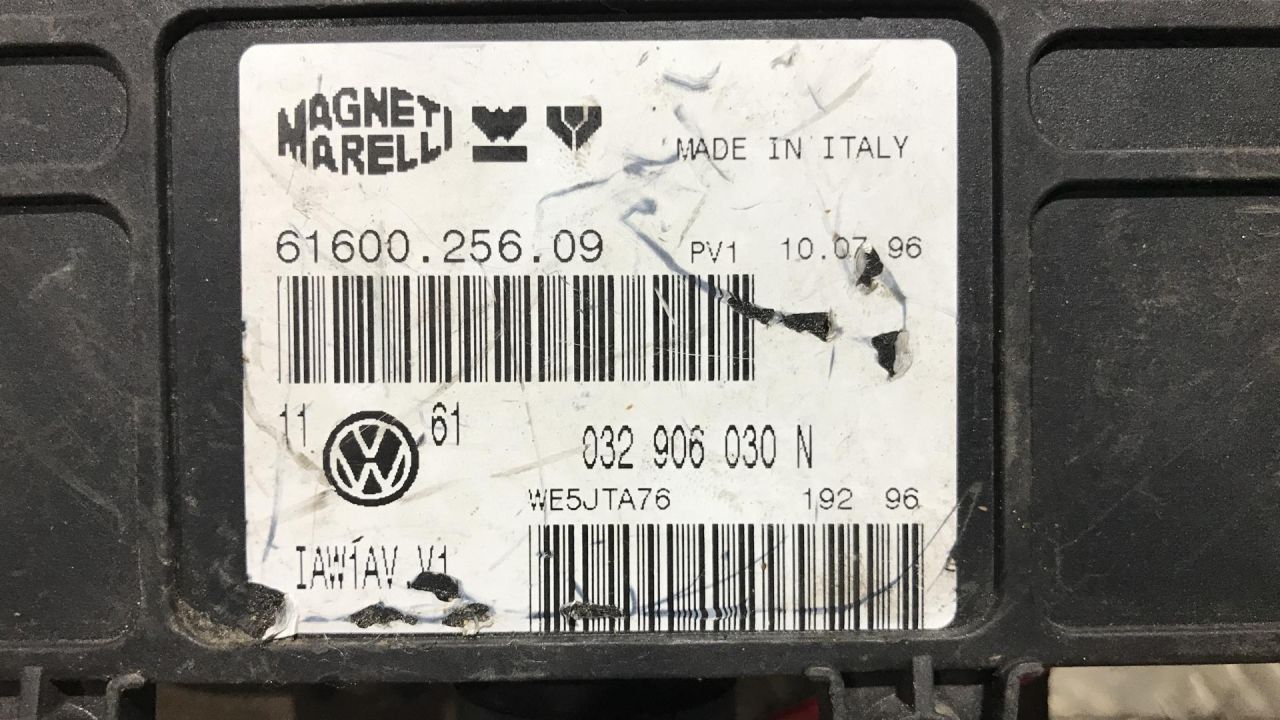 MAGNETI MARELLI
MADE IN ITALY
61600.256.09 PV1 10.07 96
11 61
032 906 030 N
WE5JTA76 192 96
IAW1AV.V1